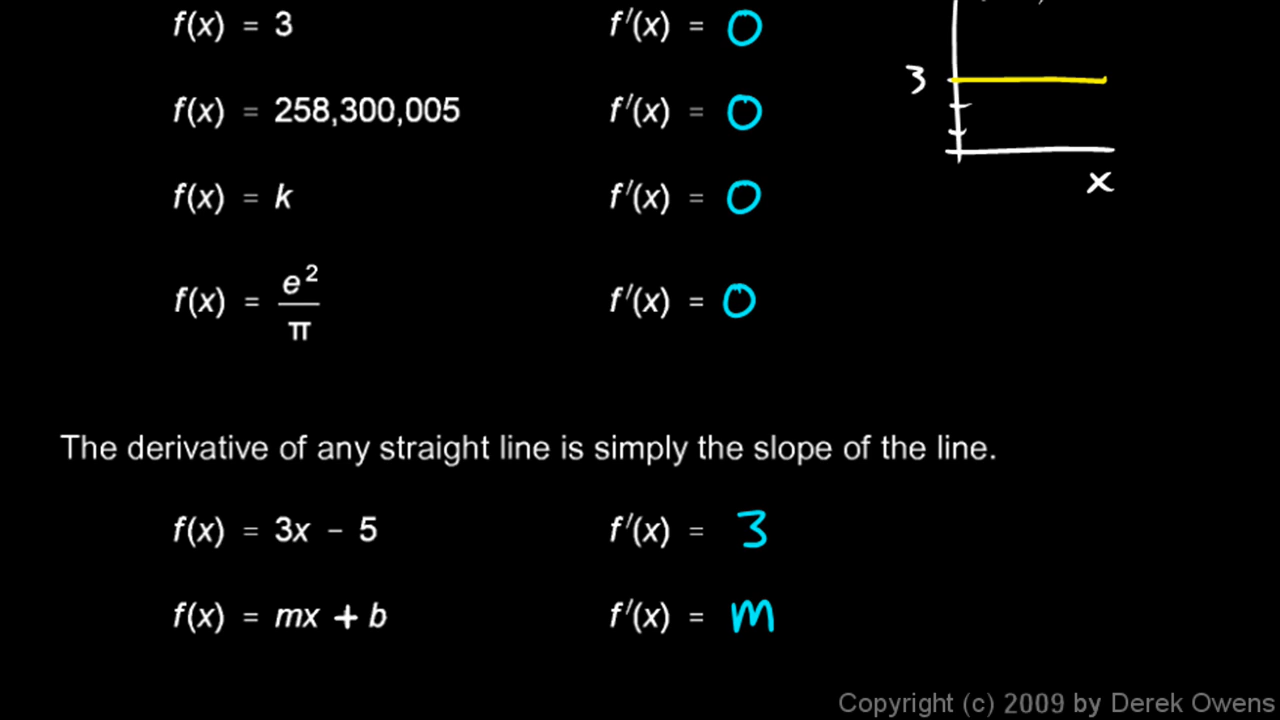 f(x) = 3 f′(x) = 0
3
f(x) = 258,300,005 f′(x) = 0
x
f(x) = k f′(x) = 0
f(x) = e²/π f′(x) = 0
The derivative of any straight line is simply the slope of the line.
f(x) = 3x − 5 f′(x) = 3
f(x) = mx + b f′(x) = m
Copyright (c) 2009 by Derek Owens